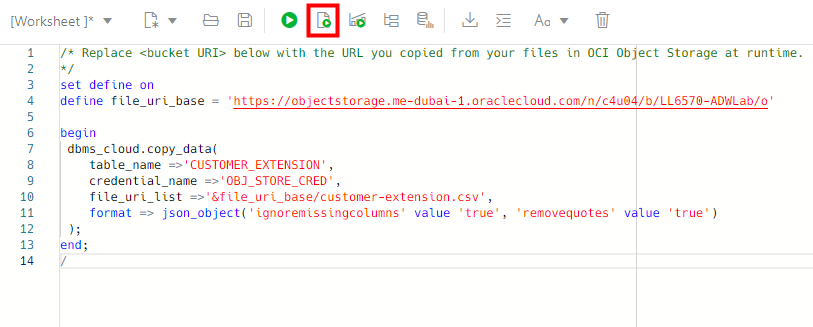 [Worksheet ]*
Aa
1 /* Replace <bucket URI> below with the URL you copied from your files in OCI Object Storage at runtime.
2 */
3 set define on
4 define file_uri_base = 'https://objectstorage.me-dubai-1.oraclecloud.com/n/c4u04/b/LL6570-ADWLab/o'
5
6 begin
7 dbms_cloud.copy_data(
8 table_name =>'CUSTOMER_EXTENSION',
9 credential_name =>'OBJ_STORE_CRED',
10 file_uri_list =>'&file_uri_base/customer-extension.csv',
11 format => json_object('ignoremissingcolumns' value 'true', 'removequotes' value 'true')
12 );
13 end;
14 /